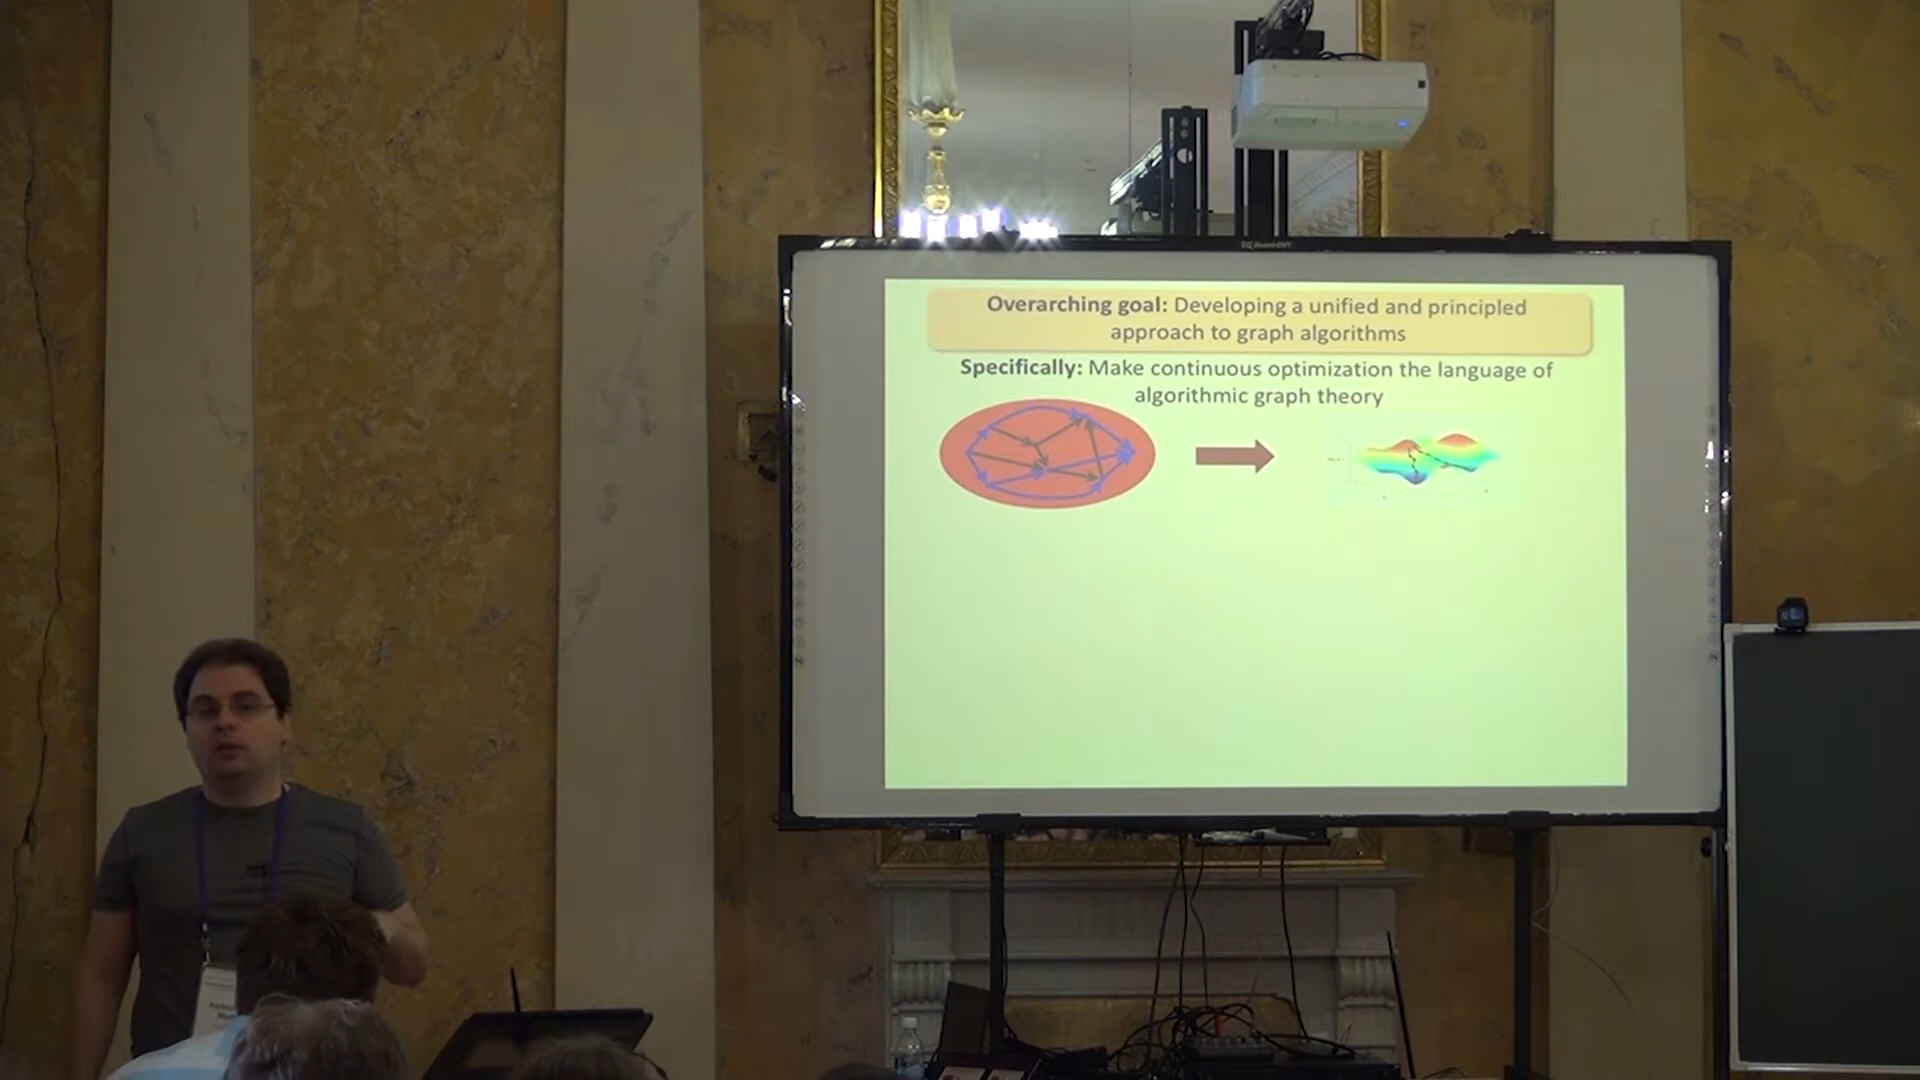 Overarching goal: Developing a unified and principled
approach to graph algorithms
Specifically: Make continuous optimization the language of
algorithmic graph theory